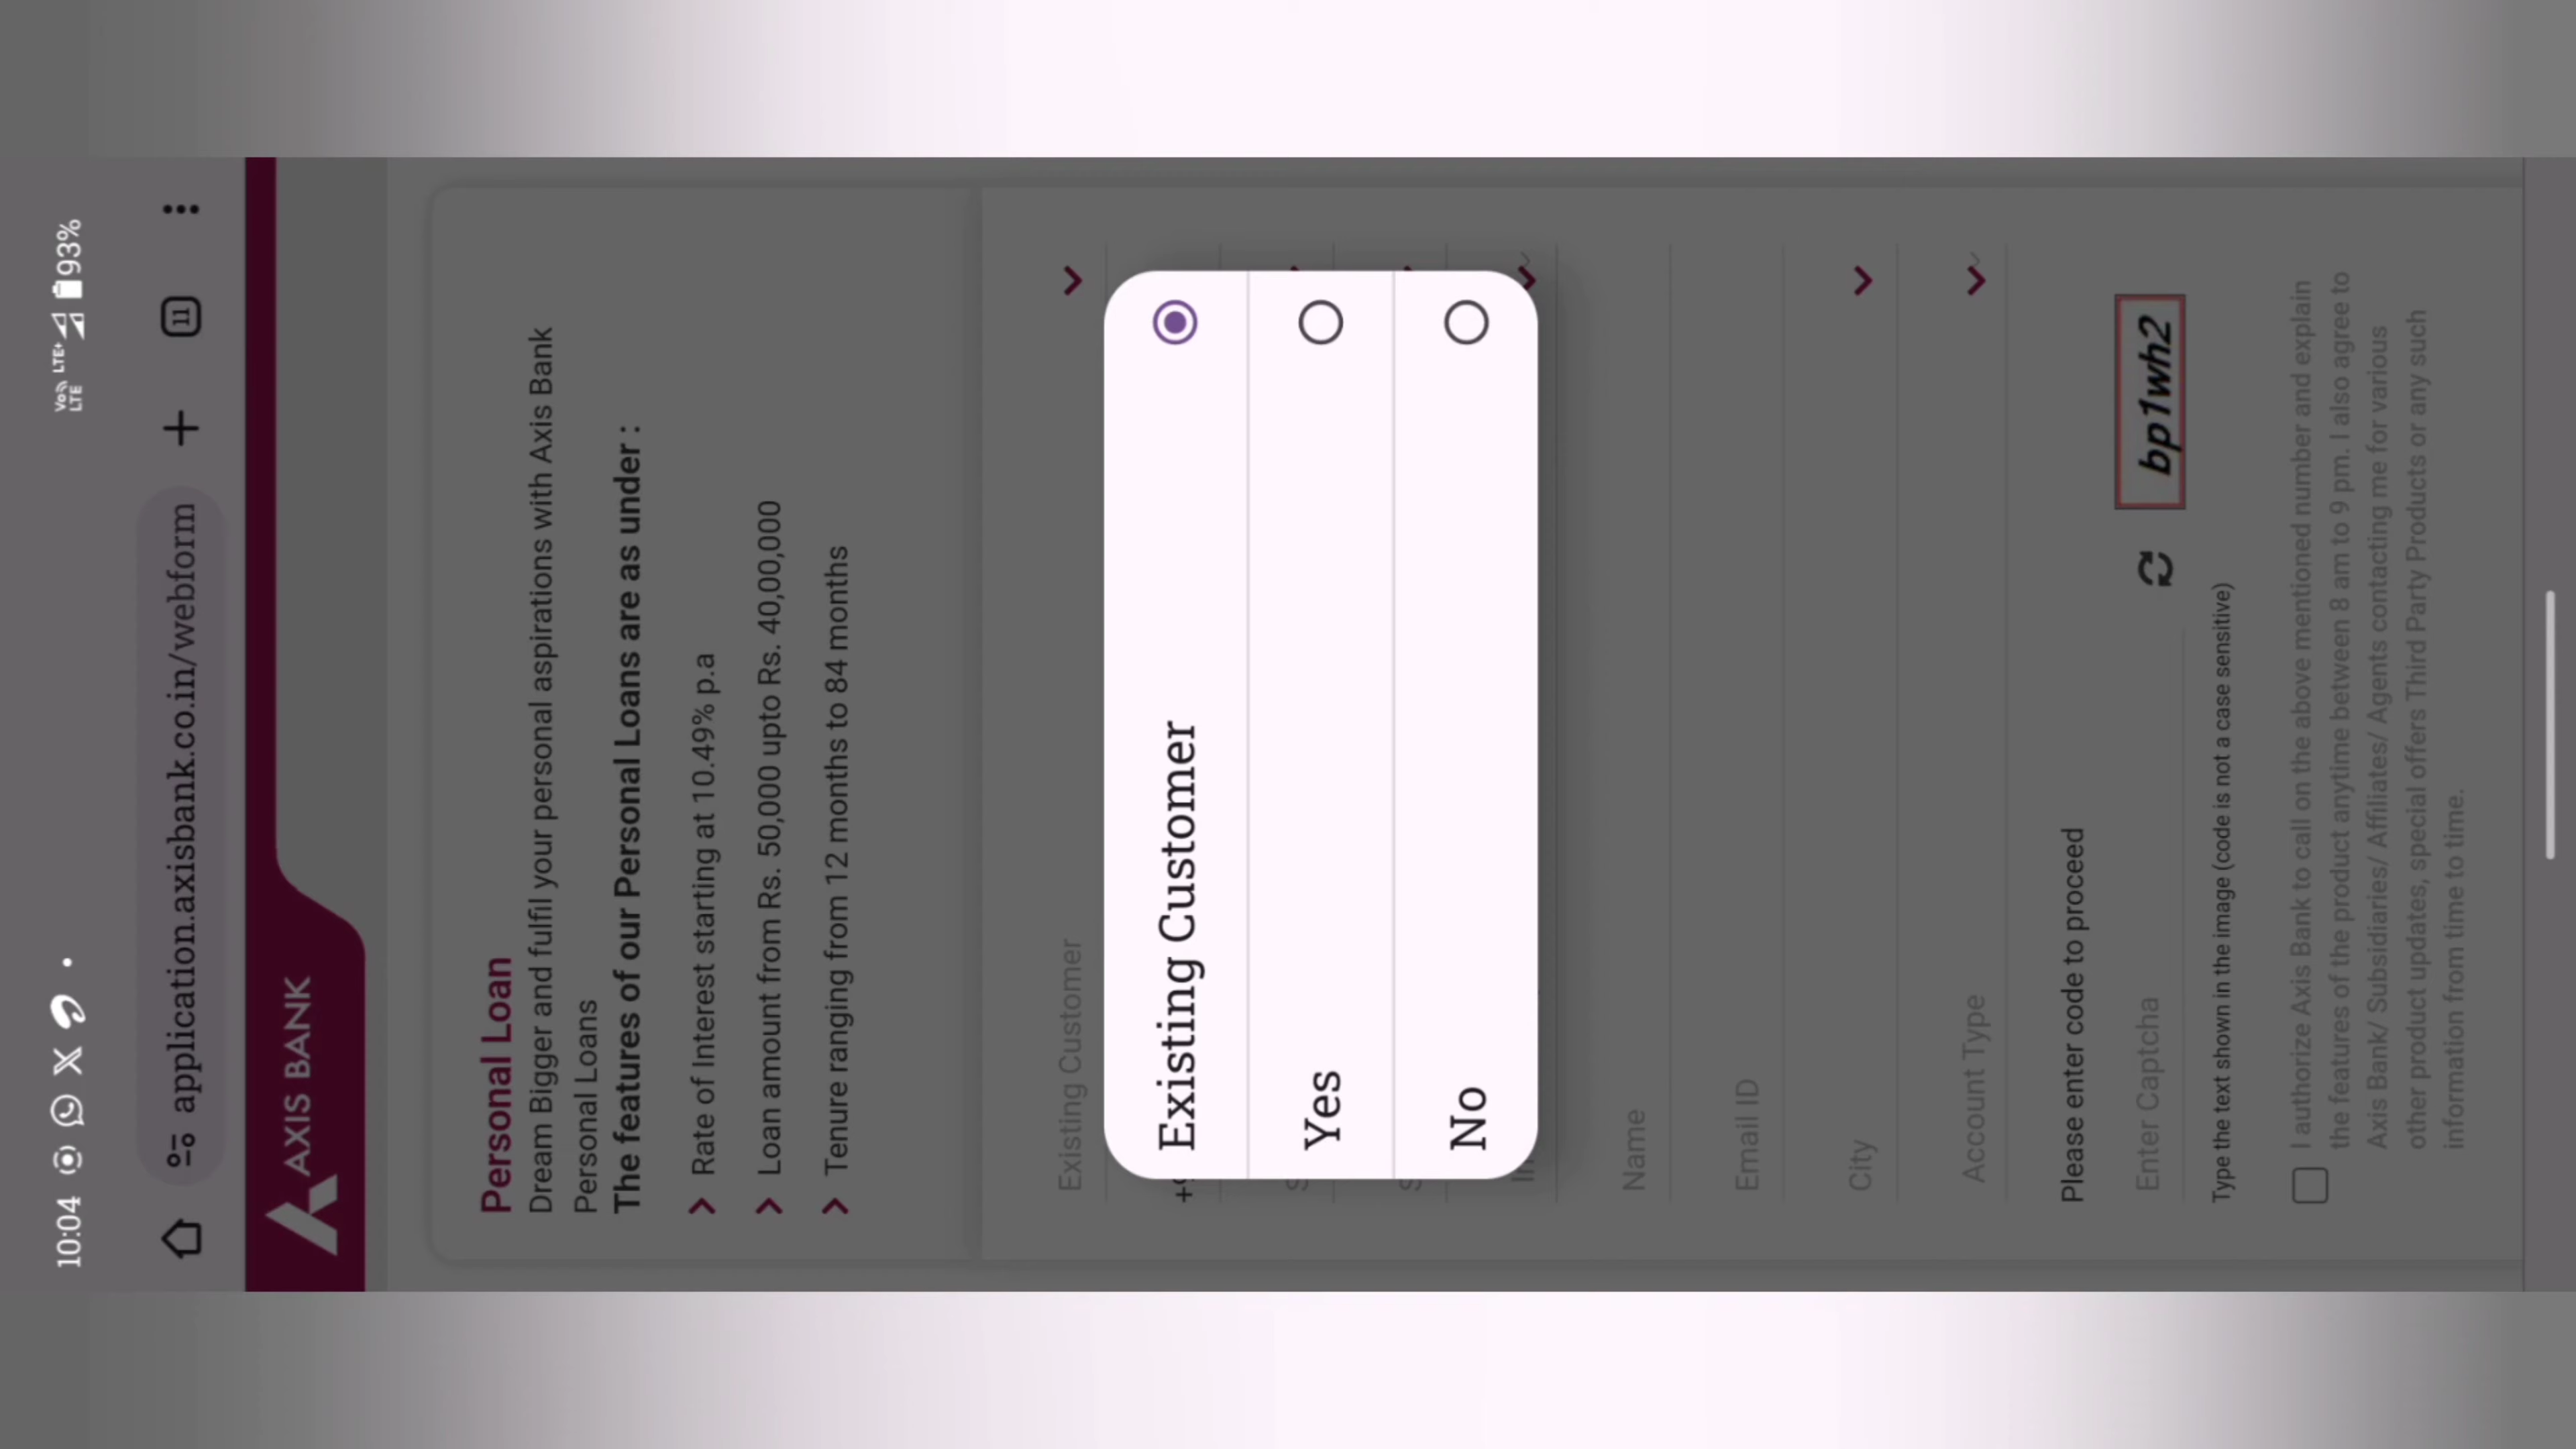 10:04
Vo)) LTE+
LTE
93%
application.axisbank.co.in/webform
11
AXIS BANK
Personal Loan
Dream Bigger and fulfil your personal aspirations with Axis Bank
Personal Loans
The features of our Personal Loans are as under :
Rate of Interest starting at 10.49% p.a
Loan amount from Rs. 50,000 upto Rs. 40,00,000
Tenure ranging from 12 months to 84 months
Existing Customer
Existing Customer
Yes
No
Name
Email ID
City
Account Type
Please enter code to proceed
Enter Captcha
bp1wh2
Type the text shown in the image (code is not a case sensitive)
I authorize Axis Bank to call on the above mentioned number and explain
the features of the product anytime between 8 am to 9 pm. I also agree to
Axis Bank/ Subsidiaries/ Affiliates/ Agents contacting me for various
other product updates, special offers Third Party Products or any such
information from time to time.